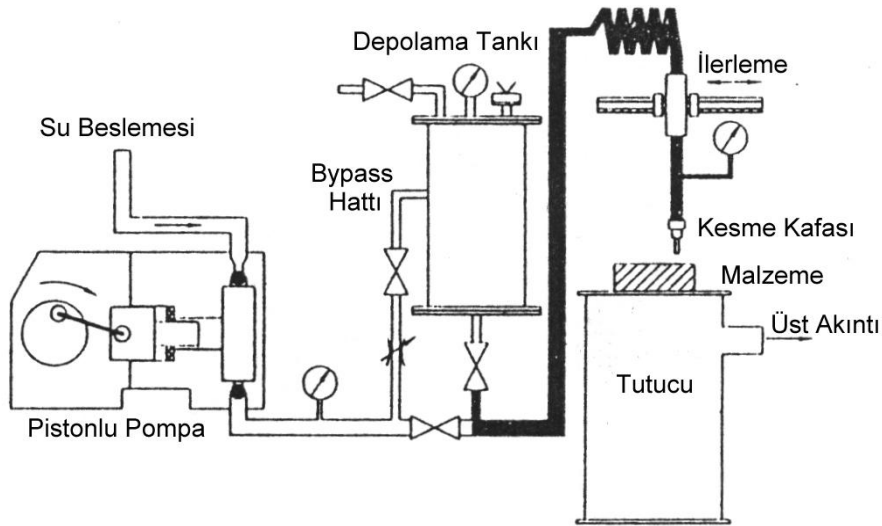 Depolama Tankı
İlerleme
Su Beslemesi
Bypass
Hattı
Kesme Kafası
Malzeme
Üst Akıntı
Tutucu
Pistonlu Pompa